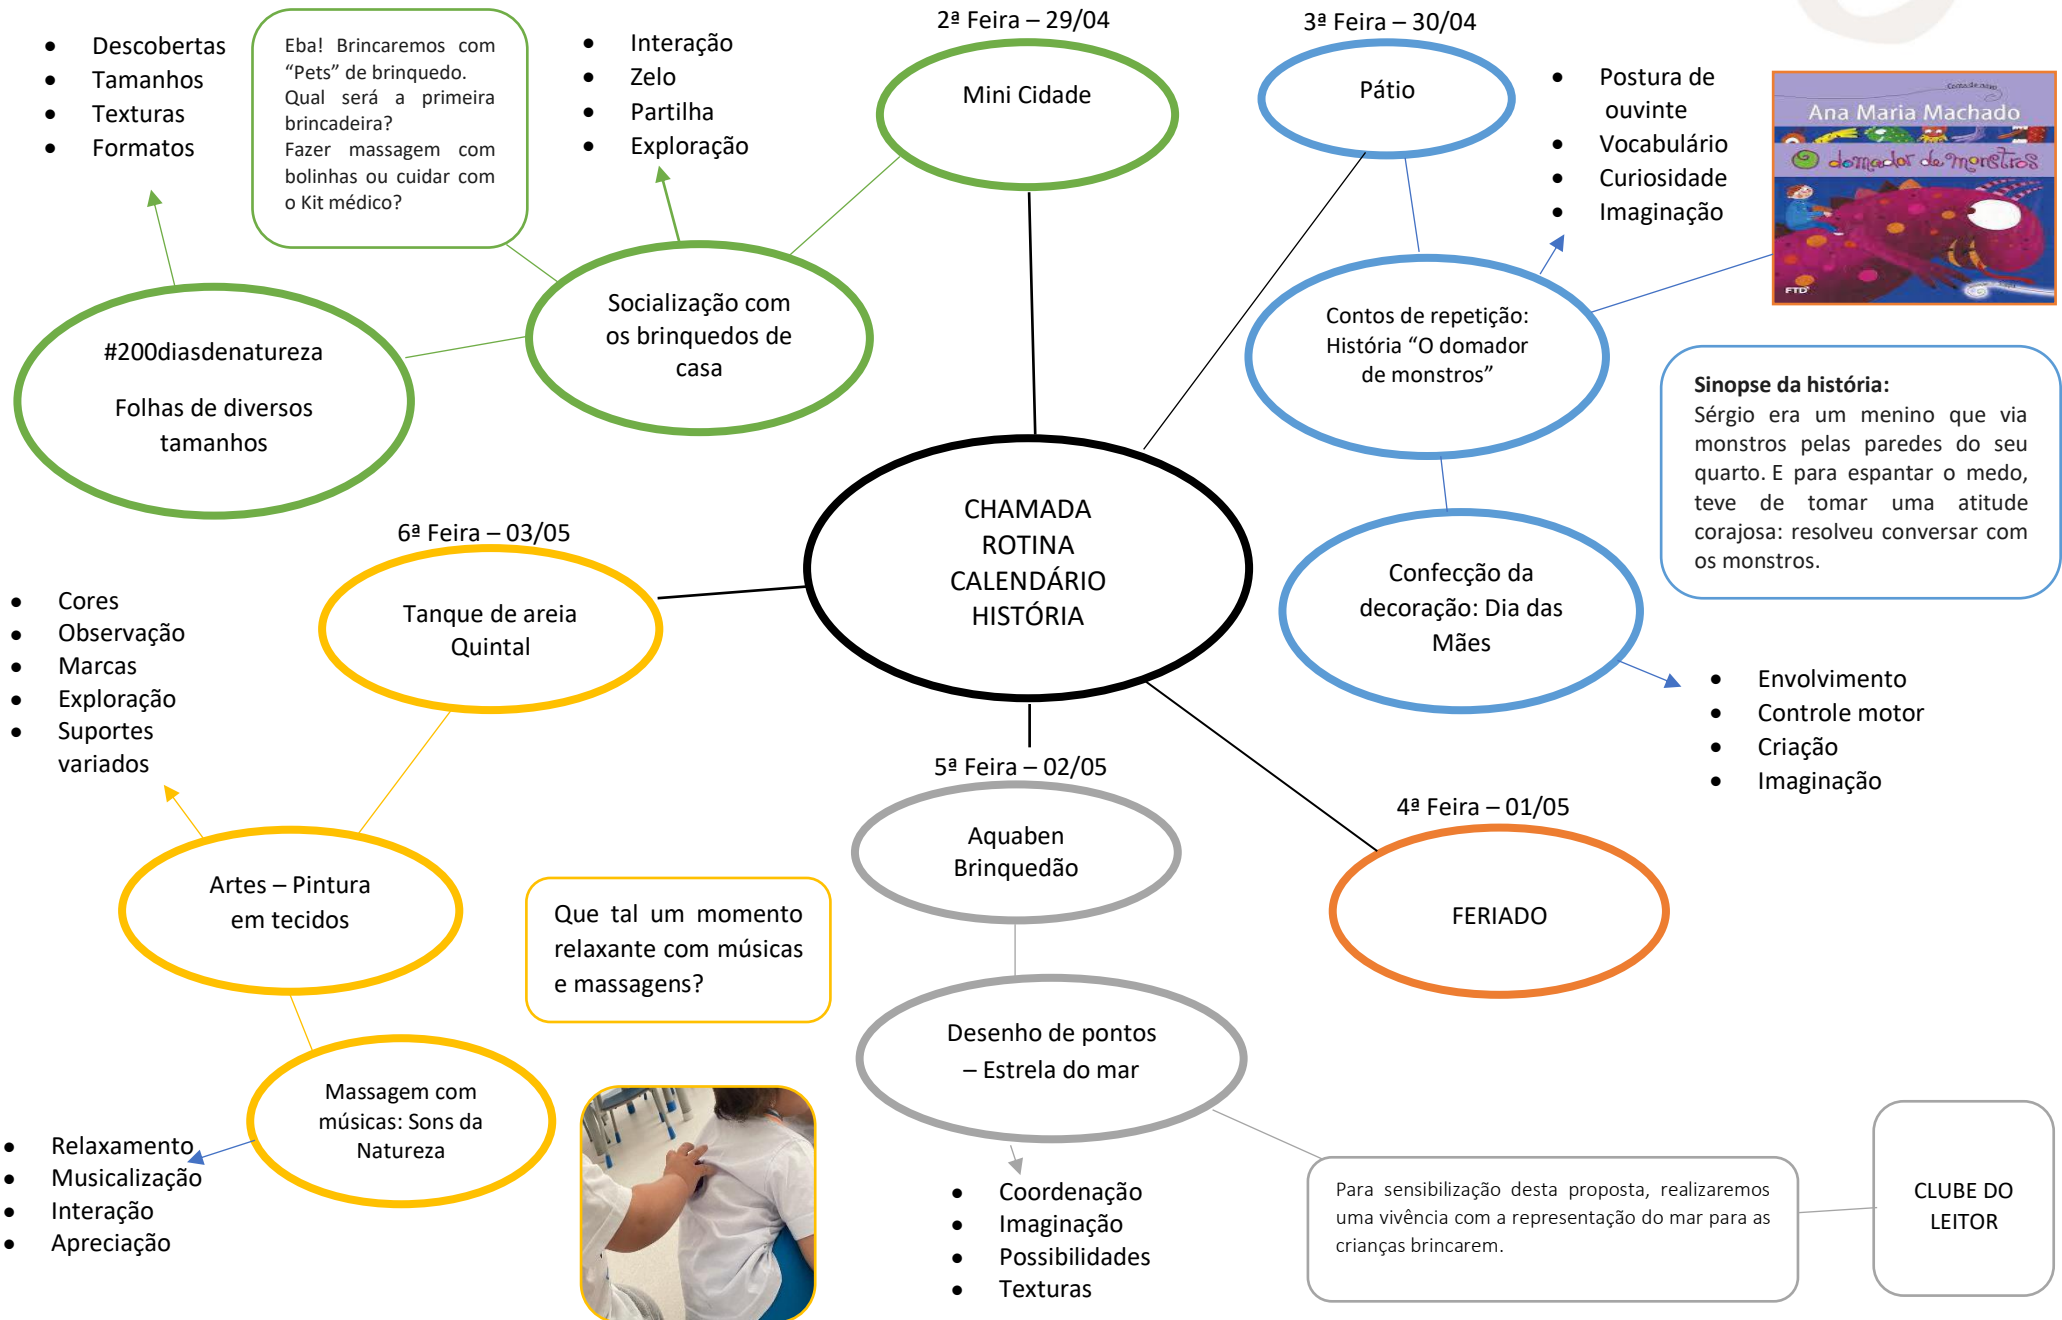 2ª Feira – 29/04
Mini Cidade
Socialização com
os brinquedos de
casa
• Interação
• Zelo
• Partilha
• Exploração
Eba! Brincaremos com
“Pets” de brinquedo.
Qual será a primeira
brincadeira?
Fazer massagem com
bolinhas ou cuidar com
o Kit médico?
#200diasdenatureza
Folhas de diversos
tamanhos
• Descobertas
• Tamanhos
• Texturas
• Formatos
3ª Feira – 30/04
Pátio
Contos de repetição:
História “O domador
de monstros”
• Postura de
ouvinte
• Vocabulário
• Curiosidade
• Imaginação
Conto de novo
Ana Maria Machado
O domador de monstros
FTD
Sinopse da história:
Sérgio era um menino que via
monstros pelas paredes do seu
quarto. E para espantar o medo,
teve de tomar uma atitude
corajosa: resolveu conversar com
os monstros.
Confecção da
decoração: Dia das
Mães
• Envolvimento
• Controle motor
• Criação
• Imaginação
CHAMADA
ROTINA
CALENDÁRIO
HISTÓRIA
4ª Feira – 01/05
FERIADO
5ª Feira – 02/05
Aquaben
Brinquedão
Desenho de pontos
– Estrela do mar
• Coordenação
• Imaginação
• Possibilidades
• Texturas
Para sensibilização desta proposta, realizaremos
uma vivência com a representação do mar para as
crianças brincarem.
CLUBE DO
LEITOR
6ª Feira – 03/05
Tanque de areia
Quintal
Artes – Pintura
em tecidos
• Cores
• Observação
• Marcas
• Exploração
• Suportes
variados
Massagem com
músicas: Sons da
Natureza
Que tal um momento
relaxante com músicas
e massagens?
• Relaxamento
• Musicalização
• Interação
• Apreciação